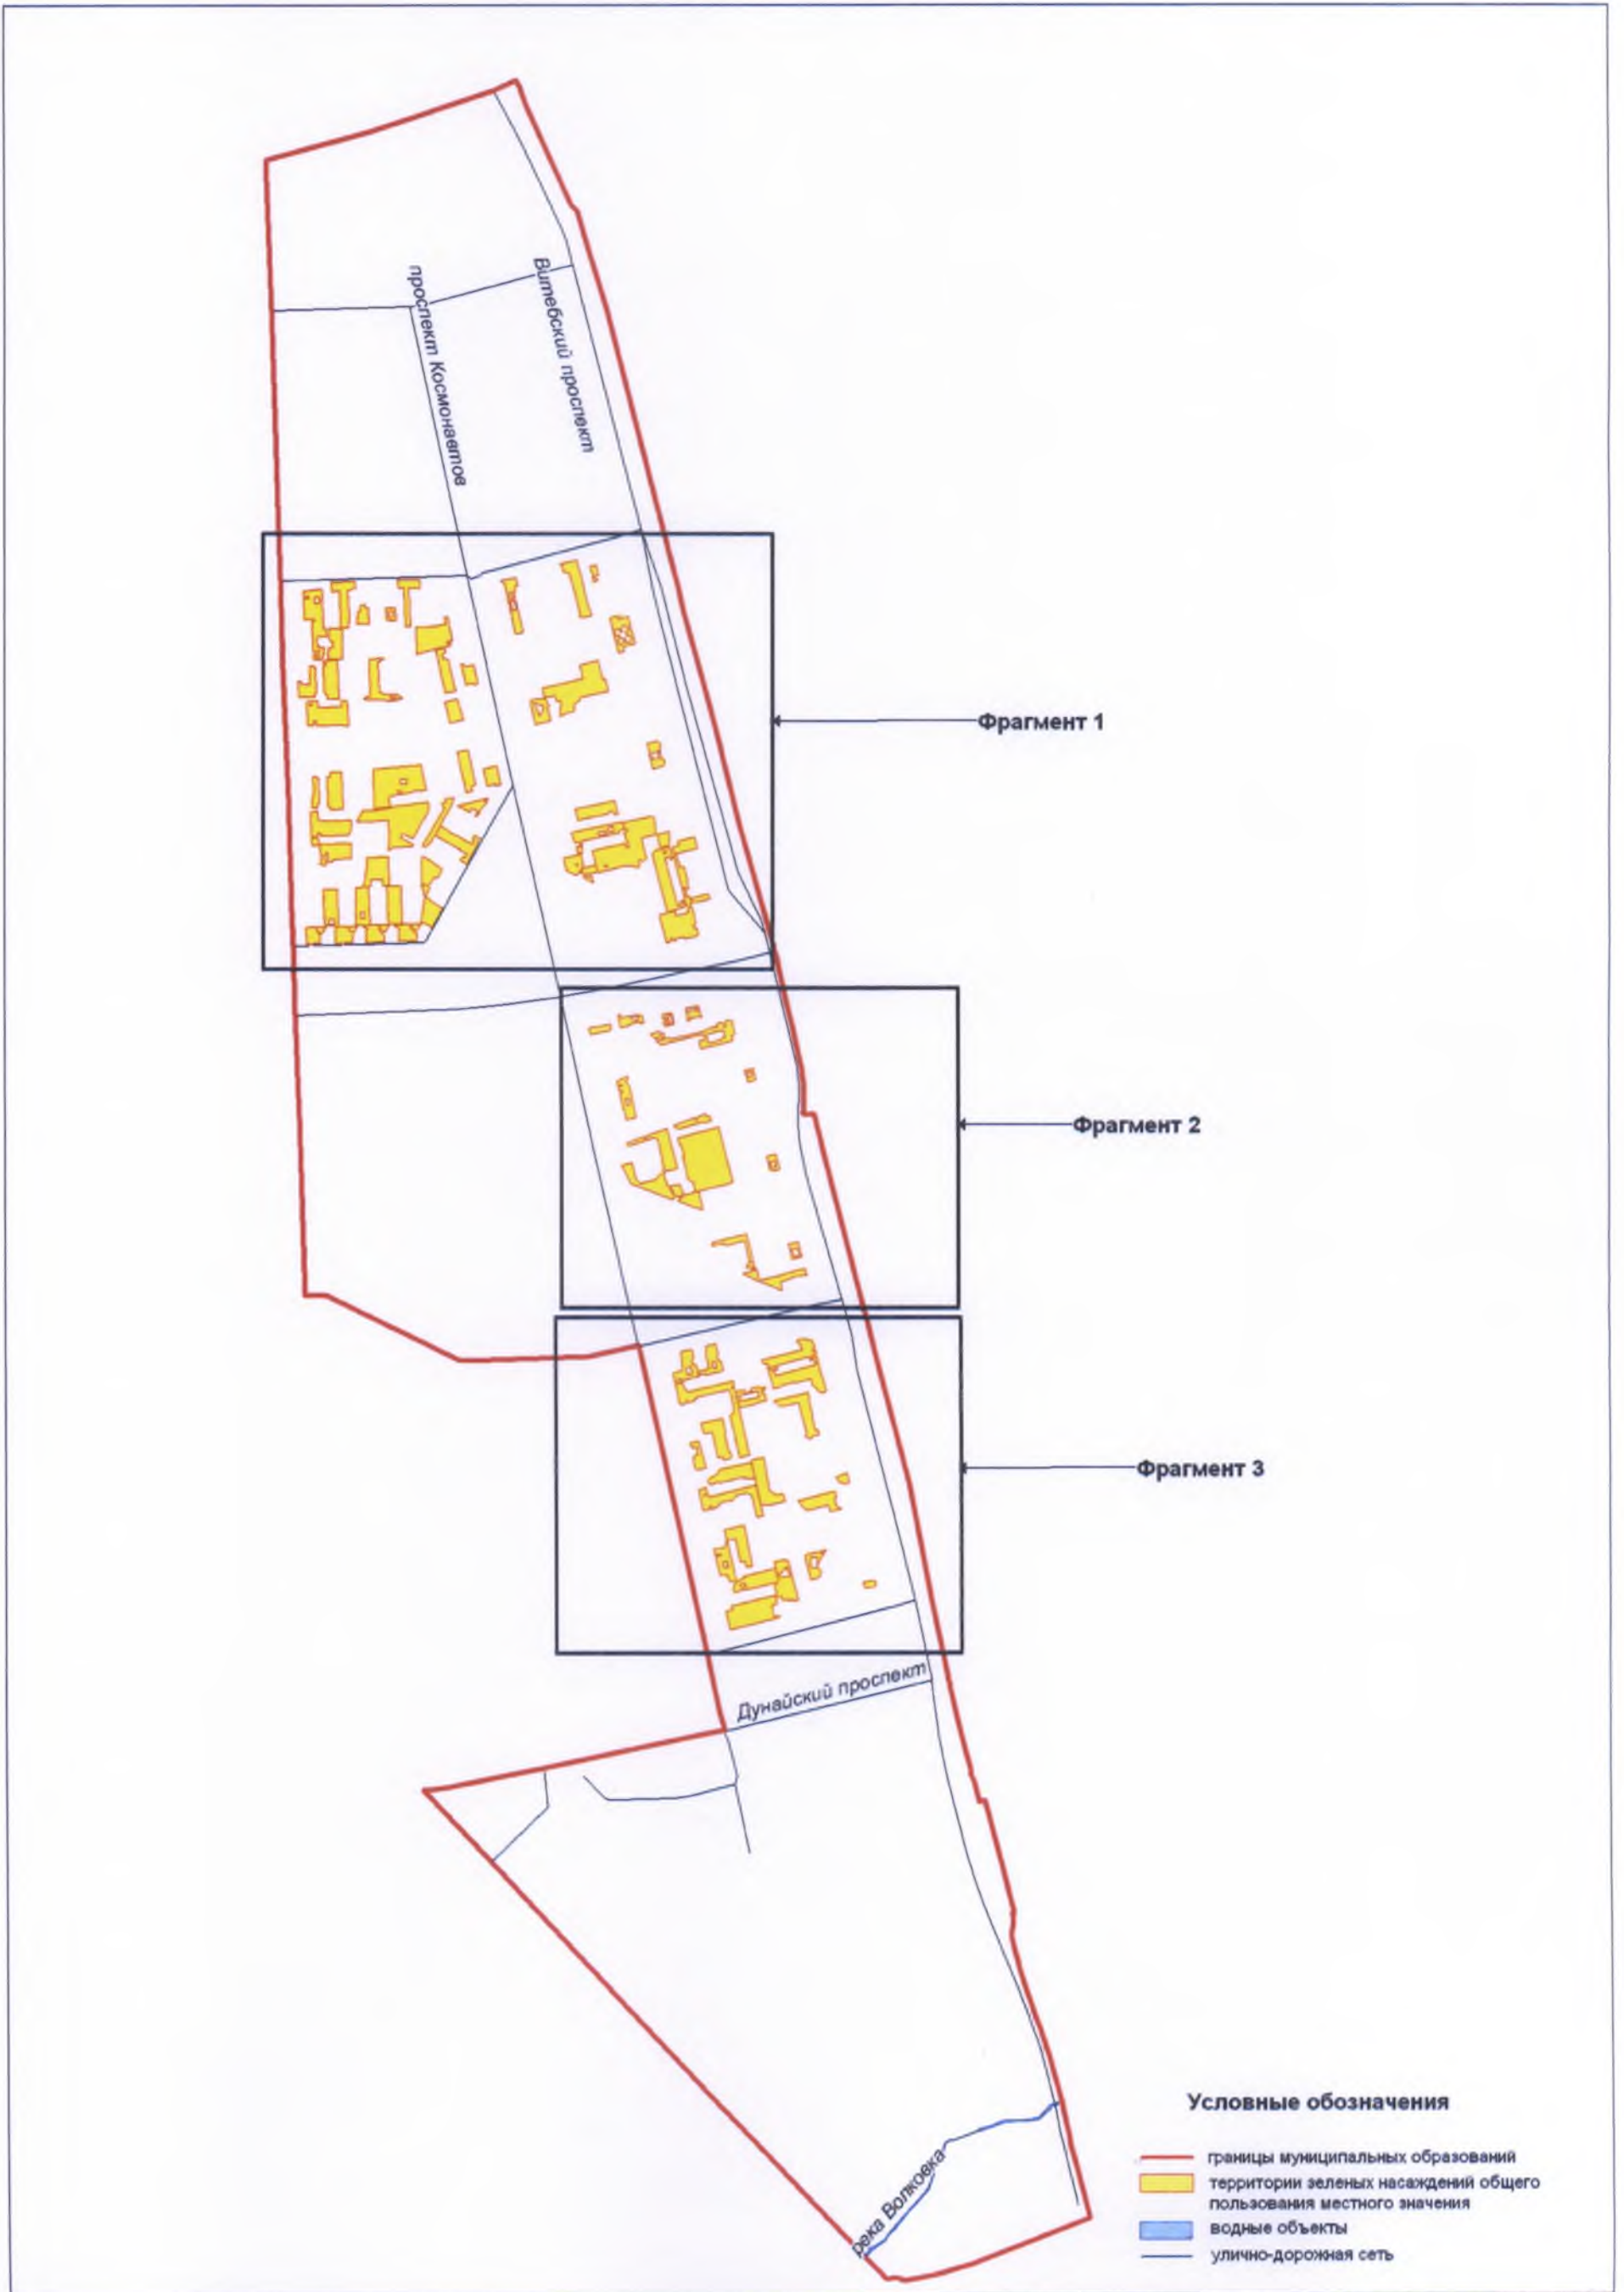 проспект Космонавтов
Витебский проспект
Фрагмент 1
Фрагмент 2
Фрагмент 3
Дунайский проспект
река Волковка
Условные обозначения
границы муниципальных образований
территории зеленых насаждений общего
пользования местного значения
водные объекты
улично-дорожная сеть